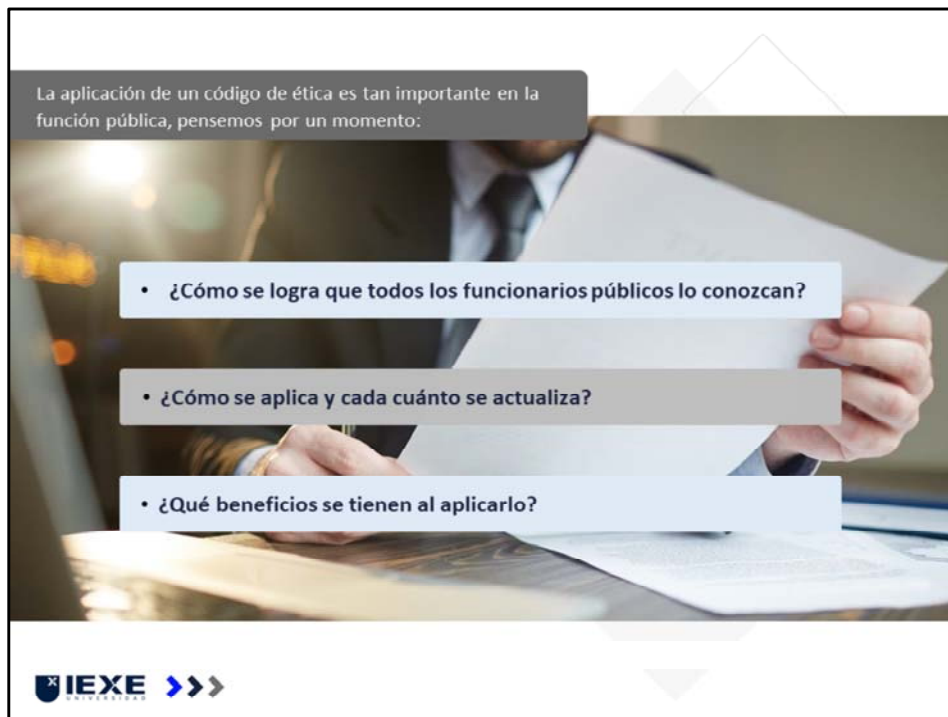 La aplicación de un código de ética es tan importante en la
función pública, pensemos por un momento:
• ¿Cómo se logra que todos los funcionarios públicos lo conozcan?
• ¿Cómo se aplica y cada cuánto se actualiza?
• ¿Qué beneficios se tienen al aplicarlo?
IEXE
UNIVERSIDAD